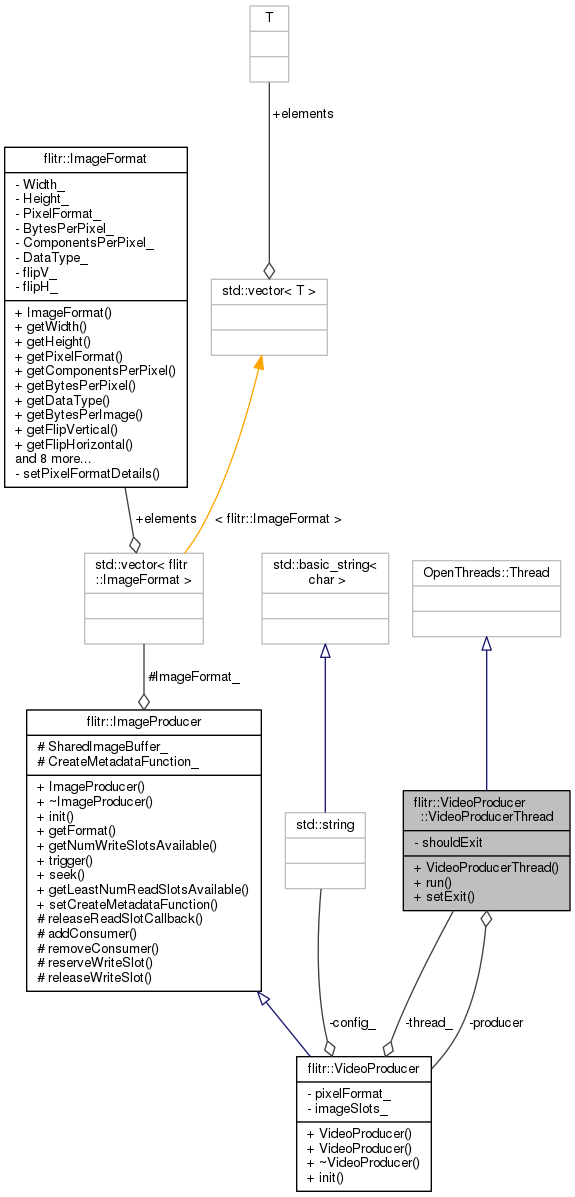 T
+elements
flitr::ImageFormat
- Width_
- Height_
- PixelFormat_
- BytesPerPixel_
- ComponentsPerPixel_
- DataType_
- flipV_
- flipH_
+ ImageFormat()
+ getWidth()
+ getHeight()
+ getPixelFormat()
+ getComponentsPerPixel()
+ getBytesPerPixel()
+ getDataType()
+ getBytesPerImage()
+ getFlipVertical()
+ getFlipHorizontal()
and 8 more...
- setPixelFormatDetails()
std::vector< T >
+elements
< flitr::ImageFormat >
std::vector< flitr
::ImageFormat >
std::basic_string<
char >
OpenThreads::Thread
#ImageFormat_
flitr::ImageProducer
# SharedImageBuffer_
# CreateMetadataFunction_
+ ImageProducer()
+ ~ImageProducer()
+ init()
+ getFormat()
+ getNumWriteSlotsAvailable()
+ trigger()
+ seek()
+ getLeastNumReadSlotsAvailable()
+ setCreateMetadataFunction()
# releaseReadSlotCallback()
# addConsumer()
# removeConsumer()
# reserveWriteSlot()
# releaseWriteSlot()
std::string
flitr::VideoProducer
::VideoProducerThread
- shouldExit
+ VideoProducerThread()
+ run()
+ setExit()
-config_
-thread_
-producer
flitr::VideoProducer
- pixelFormat_
- imageSlots_
+ VideoProducer()
+ VideoProducer()
+ ~VideoProducer()
+ init()